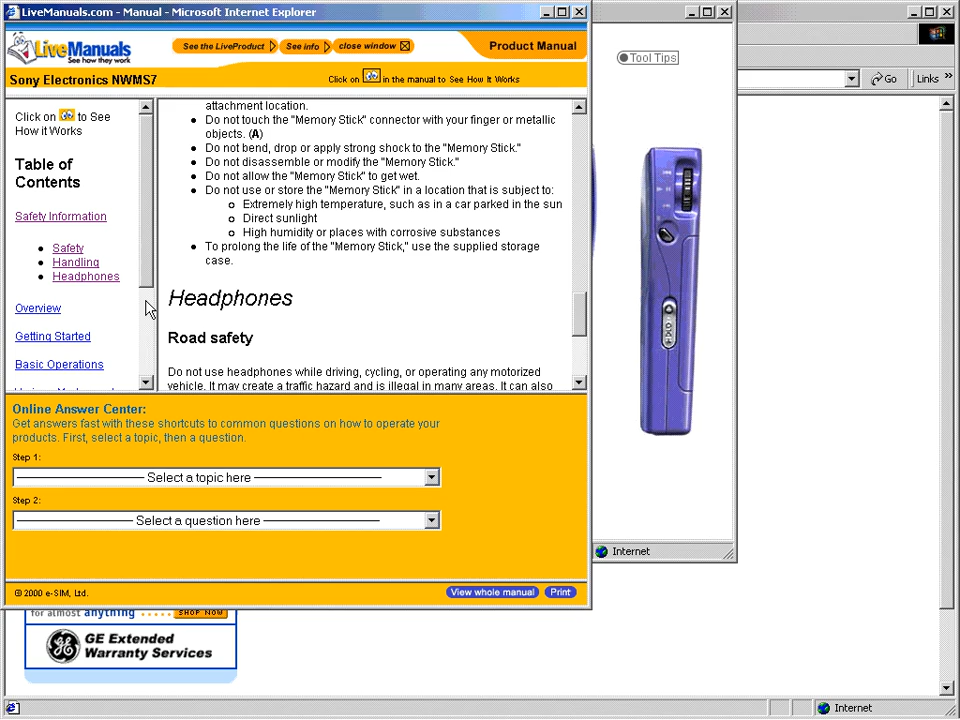 LiveManuals.com - Manual - Microsoft Internet Explorer
LiveManuals
See how they work
See the LiveProduct
See info
close window
Product Manual
Tool Tips
Go
Links
Sony Electronics NWMS7
Click on in the manual to See How It Works
Click on to See
How it Works
Table of
Contents
Safety Information
Safety
Handling
Headphones
Overview
Getting Started
Basic Operations
attachment location.
Do not touch the "Memory Stick" connector with your finger or metallic
objects. (A)
Do not bend, drop or apply strong shock to the "Memory Stick."
Do not disassemble or modify the "Memory Stick."
Do not allow the "Memory Stick" to get wet.
Do not use or store the "Memory Stick" in a location that is subject to:
Extremely high temperature, such as in a car parked in the sun
Direct sunlight
High humidity or places with corrosive substances
To prolong the life of the "Memory Stick," use the supplied storage
case.
Headphones
Road safety
Do not use headphones while driving, cycling, or operating any motorized
vehicle. It may create a traffic hazard and is illegal in many areas. It can also
Online Answer Center:
Get answers fast with these shortcuts to common questions on how to operate your
products. First, select a topic, then a question.
Step 1:
Select a topic here
Step 2:
Select a question here
© 2000 e-SIM, Ltd.
View whole manual
Print
Internet
for almost anything ..... SHOP NOW
GE Extended
Warranty Services
Internet